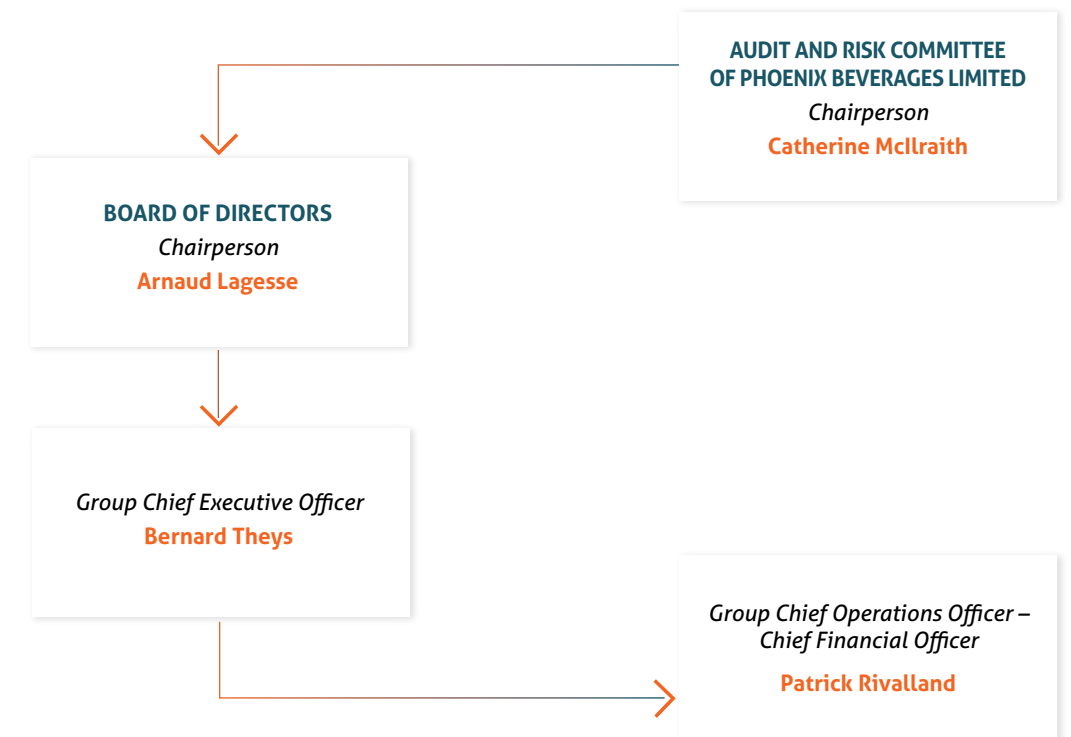 AUDIT AND RISK COMMITTEE
OF PHOENIX BEVERAGES LIMITED
Chairperson
Catherine McIlraith
BOARD OF DIRECTORS
Chairperson
Arnaud Lagesse
Group Chief Executive Officer
Bernard Theys
Group Chief Operations Officer –
Chief Financial Officer
Patrick Rivalland